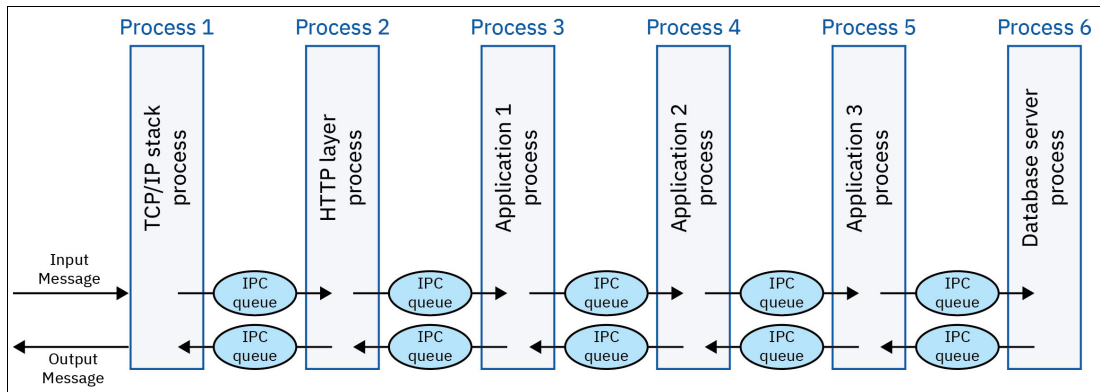 Process 1
Process 2
Process 3
Process 4
Process 5
Process 6
TCP/IP stack
process
HTTP layer
process
Application 1
process
Application 2
process
Application 3
process
Database server
process
Input
Message
IPC
queue
IPC
queue
IPC
queue
IPC
queue
IPC
queue
IPC
queue
IPC
queue
IPC
queue
IPC
queue
IPC
queue
Output
Message